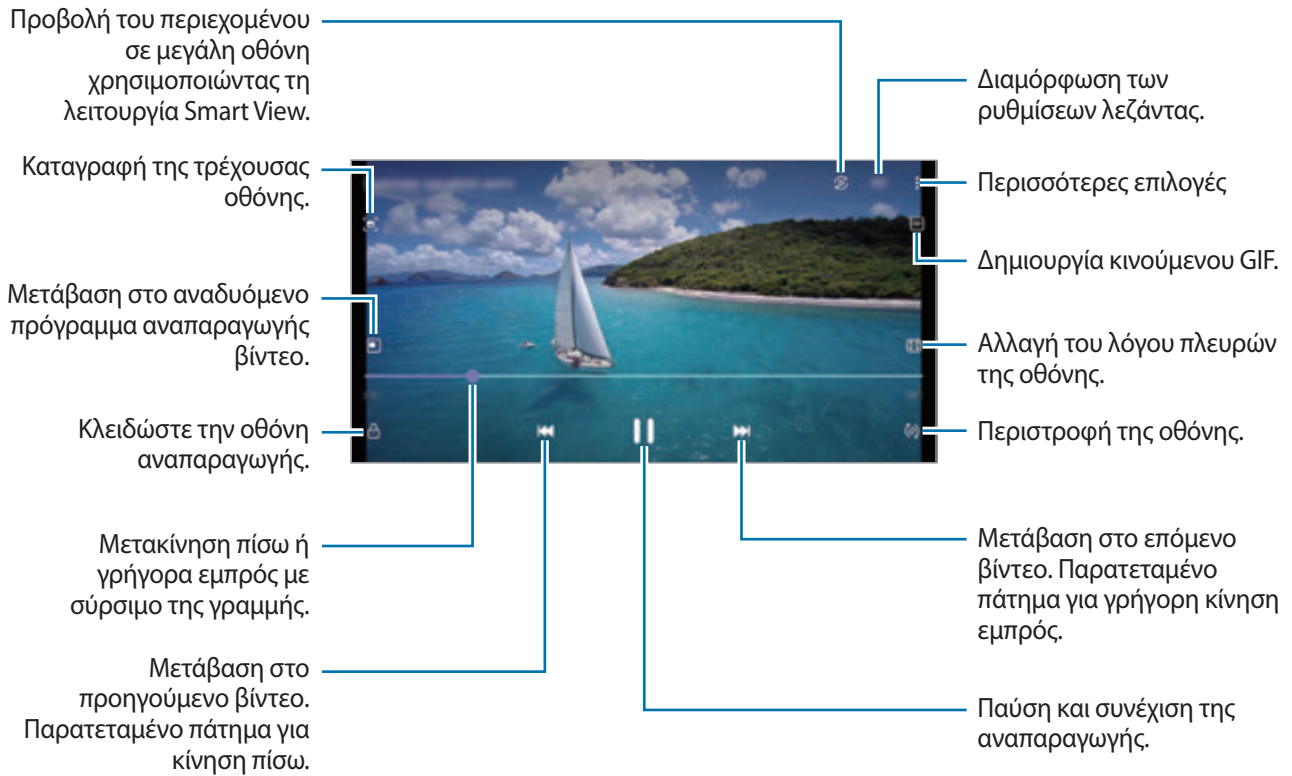 Προβολή του περιεχομένου
σε μεγάλη οθόνη
χρησιμοποιώντας τη
λειτουργία Smart View.
Καταγραφή της τρέχουσας
οθόνης.
Μετάβαση στο αναδυόμενο
πρόγραμμα αναπαραγωγής
βίντεο.
Κλειδώστε την οθόνη
αναπαραγωγής.
Μετακίνηση πίσω ή
γρήγορα εμπρός με
σύρσιμο της γραμμής.
Μετάβαση στο
προηγούμενο βίντεο.
Παρατεταμένο πάτημα για
κίνηση πίσω.
Διαμόρφωση των
ρυθμίσεων λεζάντας.
Περισσότερες επιλογές
Δημιουργία κινούμενου GIF.
Αλλαγή του λόγου πλευρών
της οθόνης.
Περιστροφή της οθόνης.
Μετάβαση στο επόμενο
βίντεο. Παρατεταμένο
πάτημα για γρήγορη κίνηση
εμπρός.
Παύση και συνέχιση της
αναπαραγωγής.